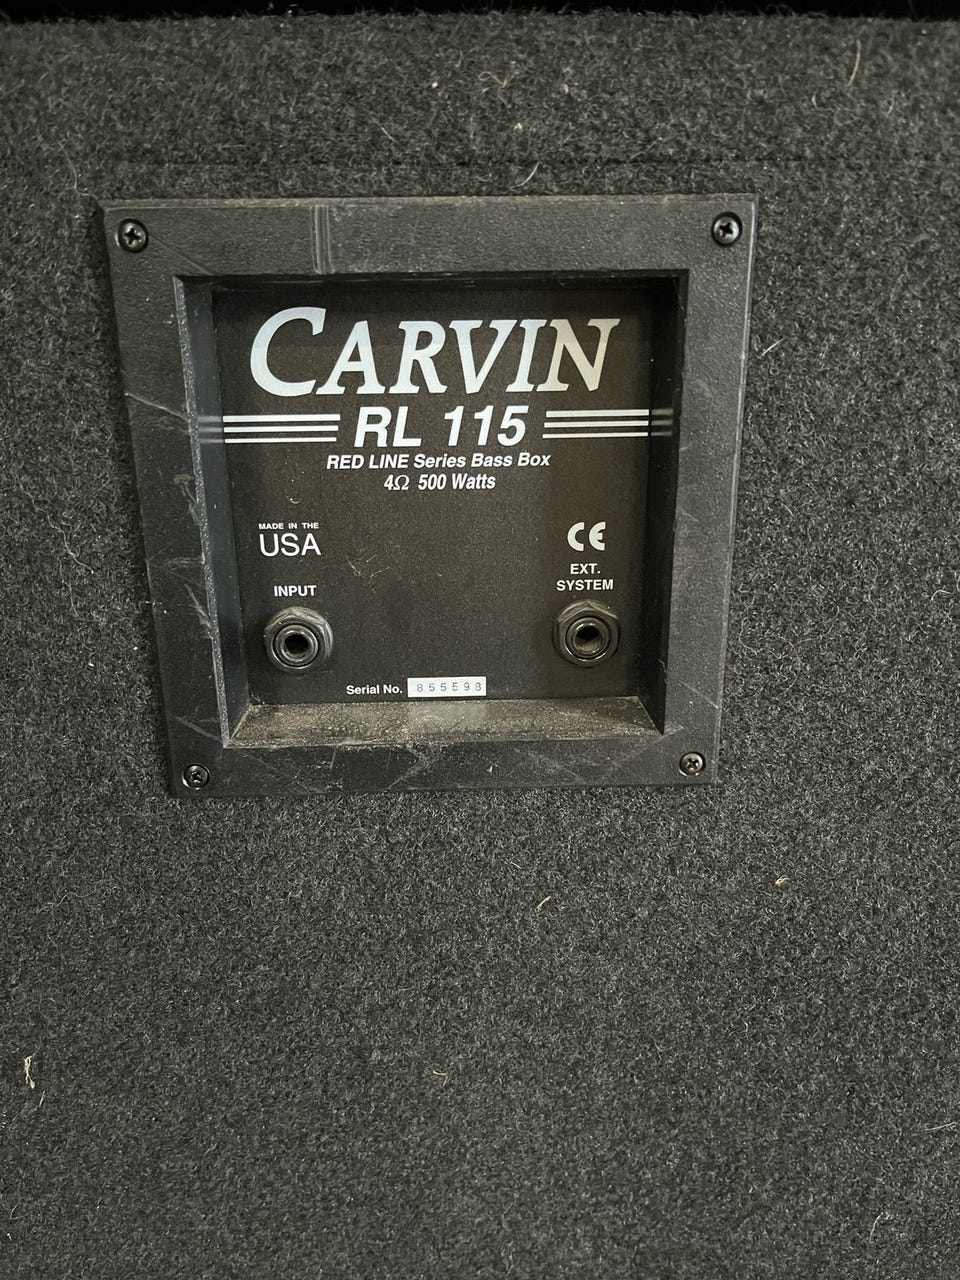 CARVIN
RL 115
RED LINE Series Bass Box
4Ω 500 Watts
MADE IN THE
USA
CE
EXT.
SYSTEM
INPUT
Serial No. 855598